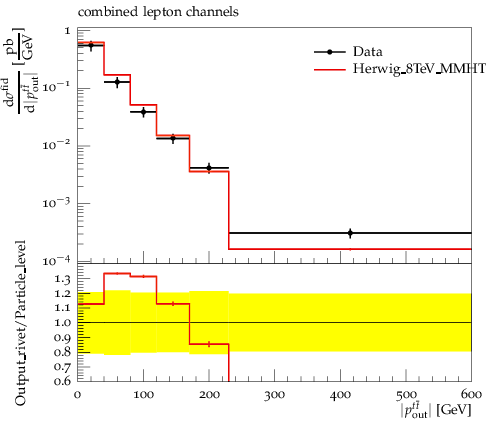 combined lepton channels
dσ^fid / d|p_out^tt̄| [pb/GeV]
1
10⁻¹
10⁻²
10⁻³
10⁻⁴
Data
Herwig_8TeV_MMHT
Output_rivet/Particle_level
1.3
1.2
1.1
1.0
0.9
0.8
0.7
0.6
0 100 200 300 400 500 600
|p_out^tt̄| [GeV]